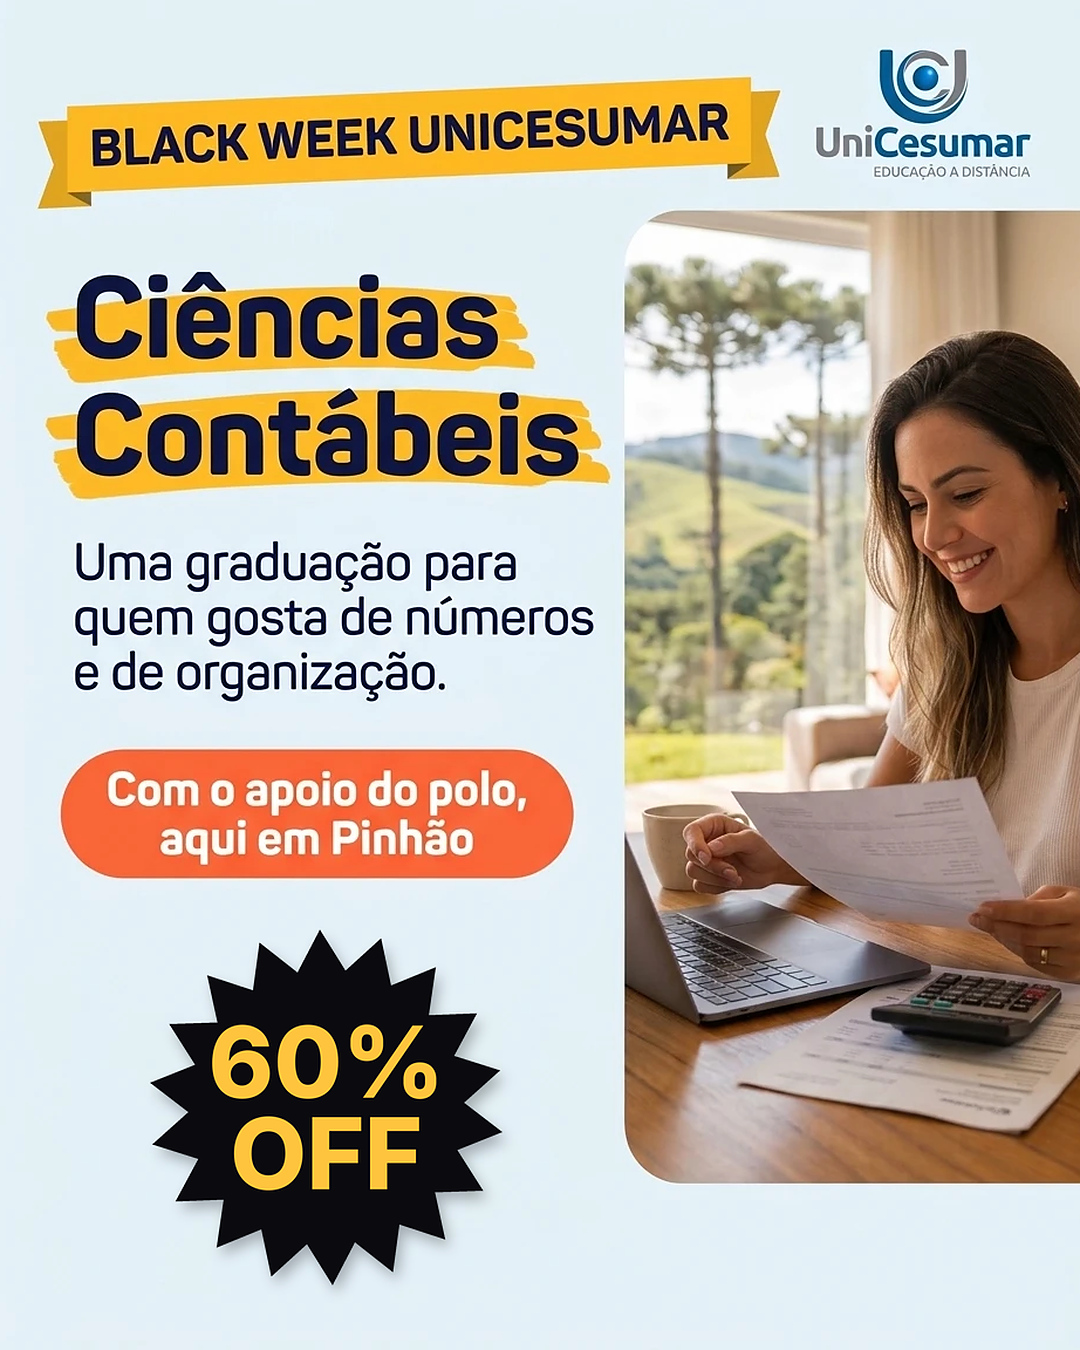 BLACK WEEK UNICESUMAR
UniCesumar
EDUCAÇÃO A DISTÂNCIA
Ciências
Contábeis
Uma graduação para
quem gosta de números
e de organização.
Com o apoio do polo,
aqui em Pinhão
60%
OFF